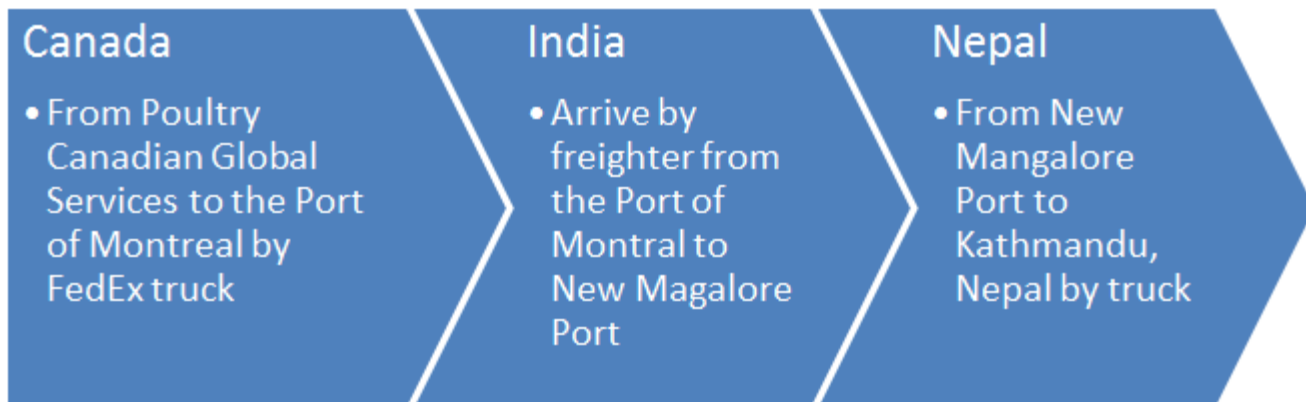 Canada
• From Poultry
Canadian Global
Services to the Port
of Montreal by
FedEx truck
India
• Arrive by
freighter from
the Port of
Montral to
New Magalore
Port
Nepal
• From New
Mangalore
Port to
Kathmandu,
Nepal by truck